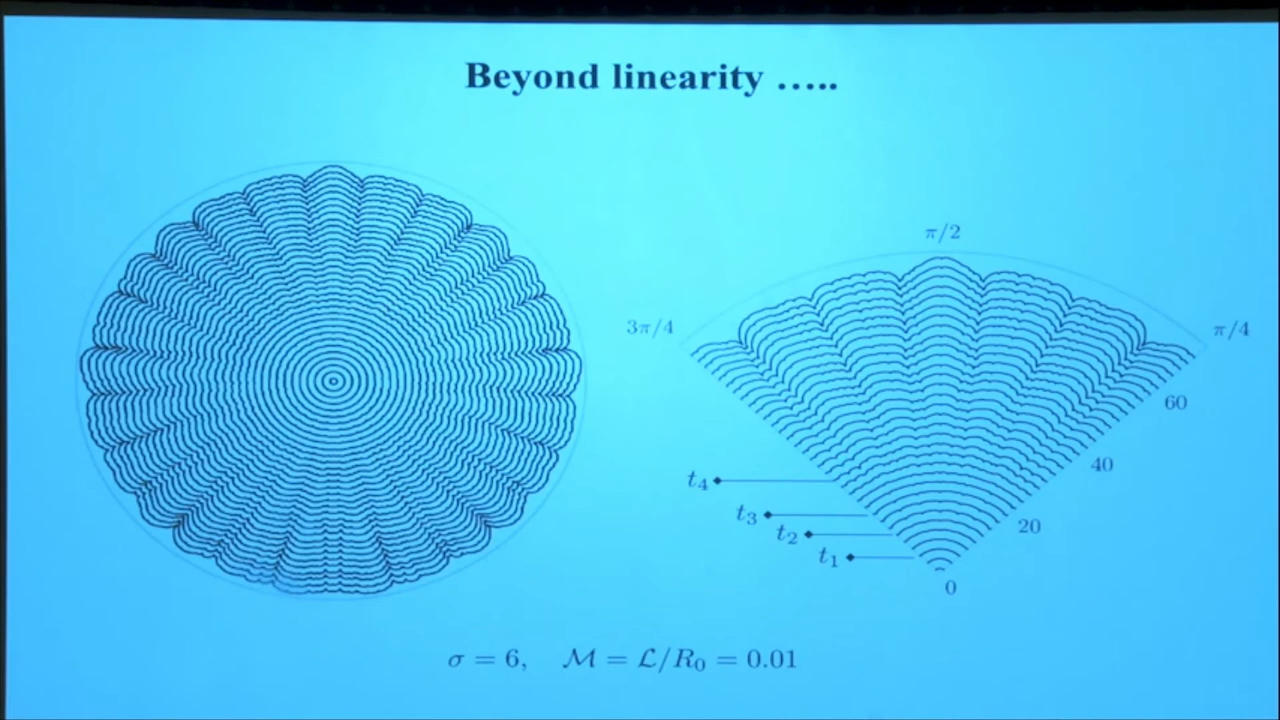 Beyond linearity …..
π/2
3π/4
π/4
60
t₄
40
t₃
20
t₂
t₁
0
σ = 6, ℳ = ℒ/R₀ = 0.01